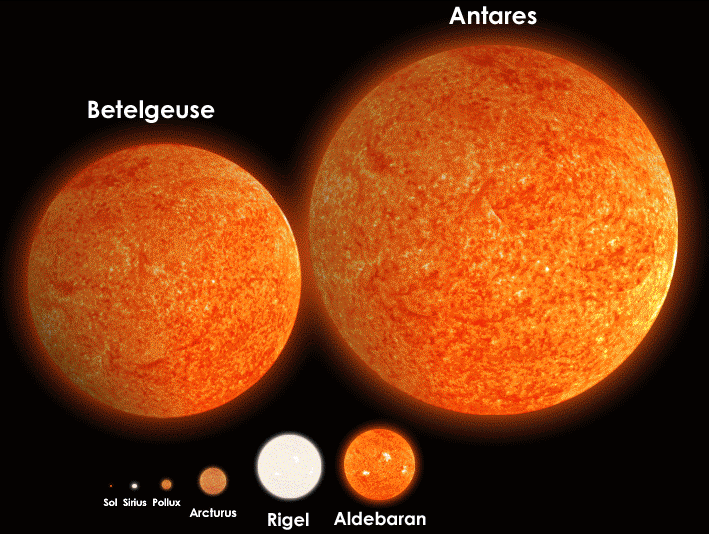 Antares
Betelgeuse
Sol Sirius Pollux
Arcturus
Rigel
Aldebaran